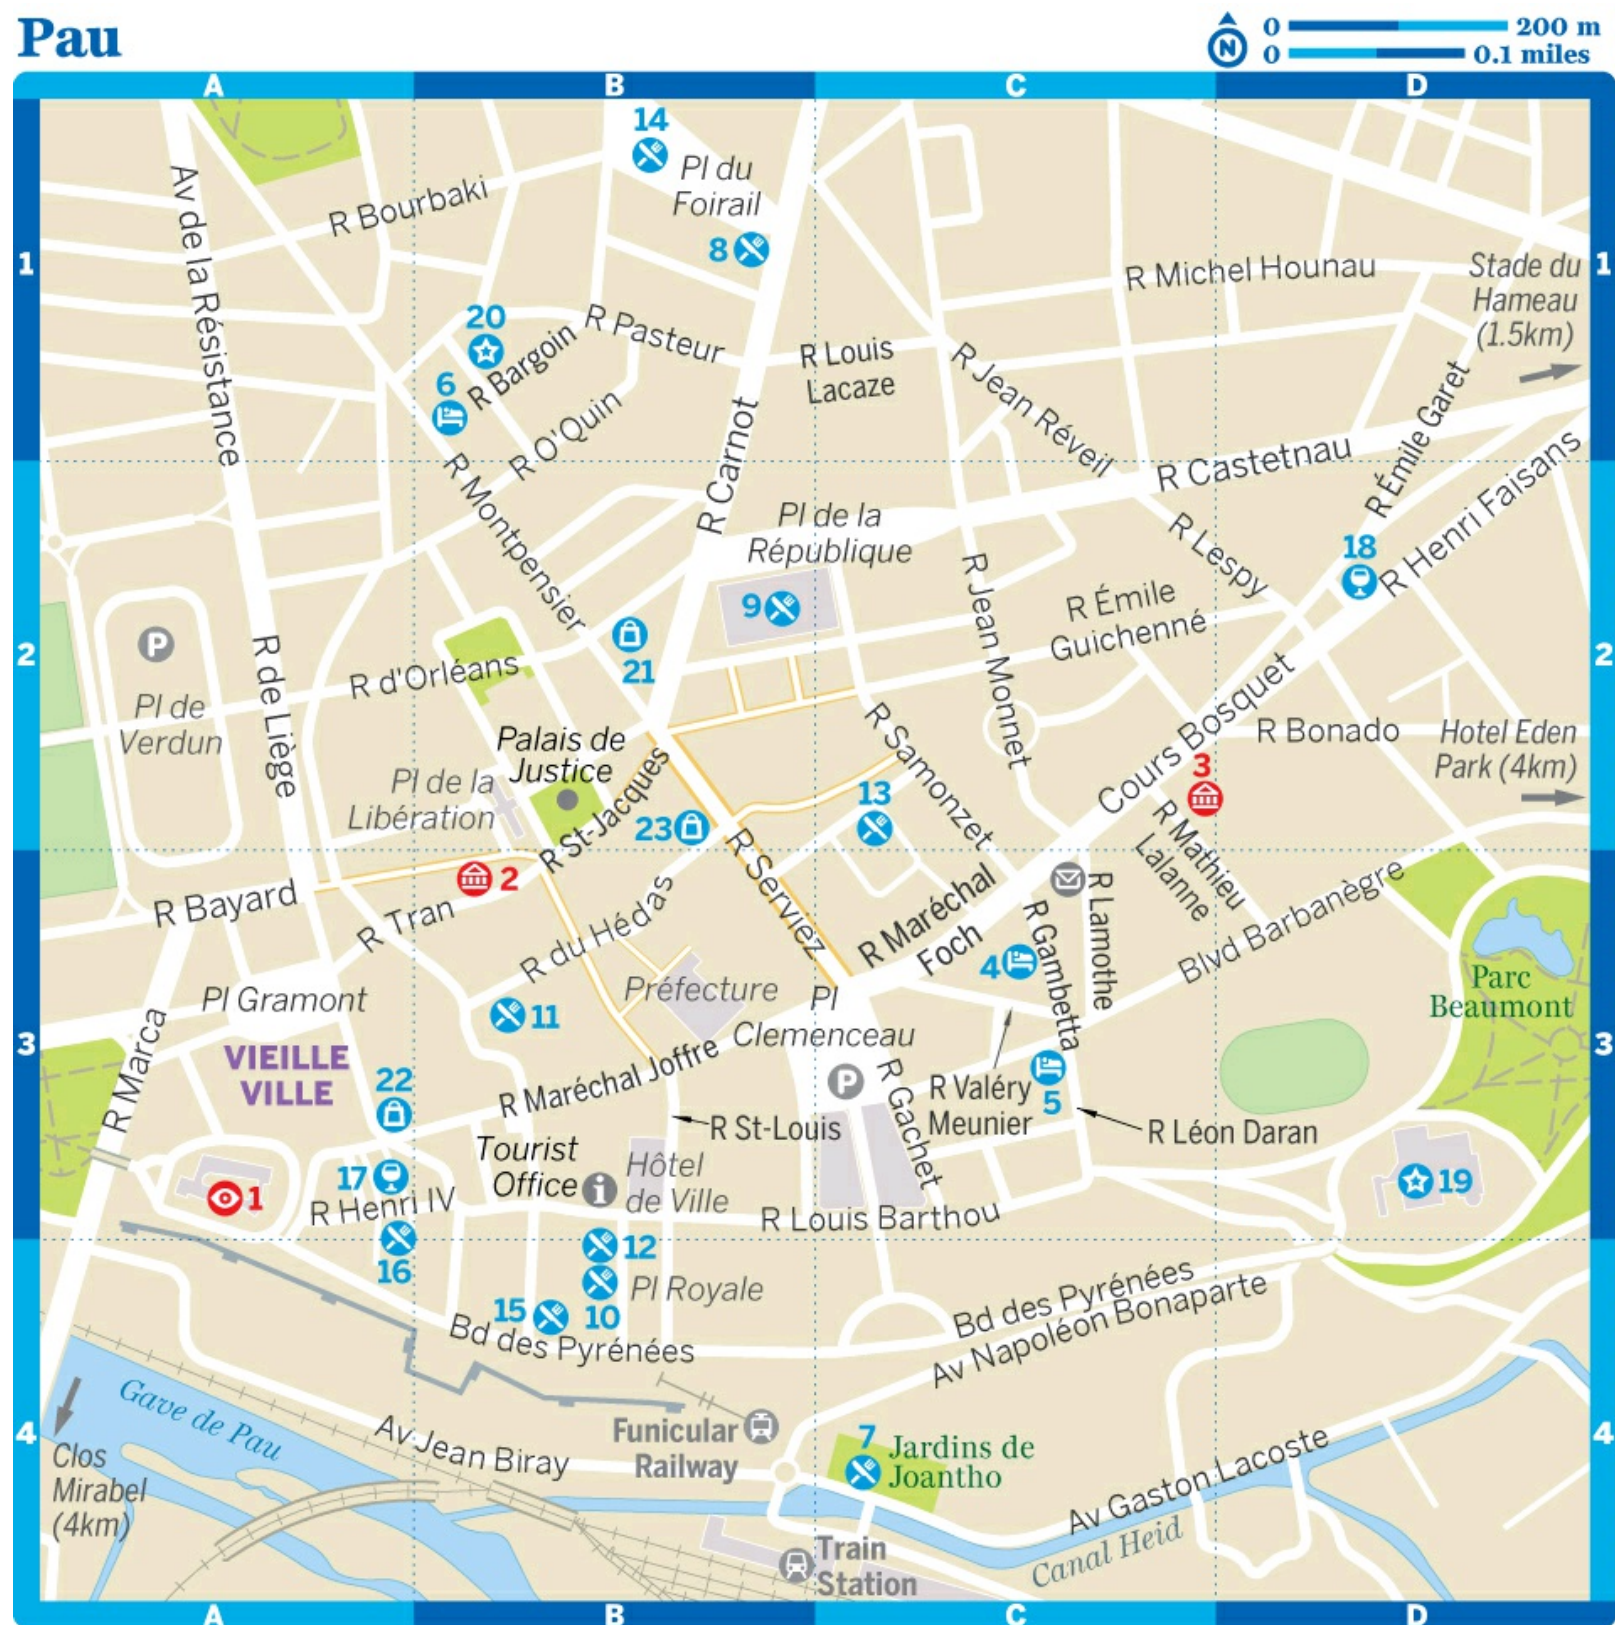 Pau
N
0 200 m
0 0.1 miles
A B C D
1
14
Pl du
Foirail
8
Av de la Résistance
R Bourbaki
R Michel Hounau
Stade du
Hameau
(1.5km)
1
20
R Bargoin
R Pasteur
6
R O'Quin
R Louis
Lacaze
R Jean Réveil
R Carnot
R Émile Garet
R Castetnau
R Henri Faisans
R Montpensier
Pl de la
République
9
R Lespy
18
R Jean Monnet
R Émile
Guichenné
2
P
Pl de
Verdun
R de Liège
R d'Orléans
21
2
Palais de
Justice
Pl de la
Libération
R St-Jacques
23
R Samonzet
13
Cours Bosquet
3
R Bonado
Hotel Eden
Park (4km)
R Mathieu
Lalanne
R Serviez
2
R Bayard
R Tran
R du Hédas
11
R Maréchal
Foch
4
R Gambetta
R Lamothe
Blvd Barbanègre
Parc
Beaumont
3
Pl Gramont
R Marca
VIEILLE
VILLE
22
Préfecture
Pl
Clemenceau
P
R Maréchal Joffre
R Gachet
R Valéry
Meunier
5
R Léon Daran
3
R St-Louis
Tourist
Office
i
Hôtel
de Ville
17
1
R Henri IV
16
R Louis Barthou
19
12
10
15
Pl Royale
Bd des Pyrénées
Bd des Pyrénées
Av Napoléon Bonaparte
4
Gave de Pau
Clos
Mirabel
(4km)
Av Jean Biray
Funicular
Railway
7
Jardins de
Joantho
Av Gaston Lacoste
Canal Heid
Train
Station
4
A B C D